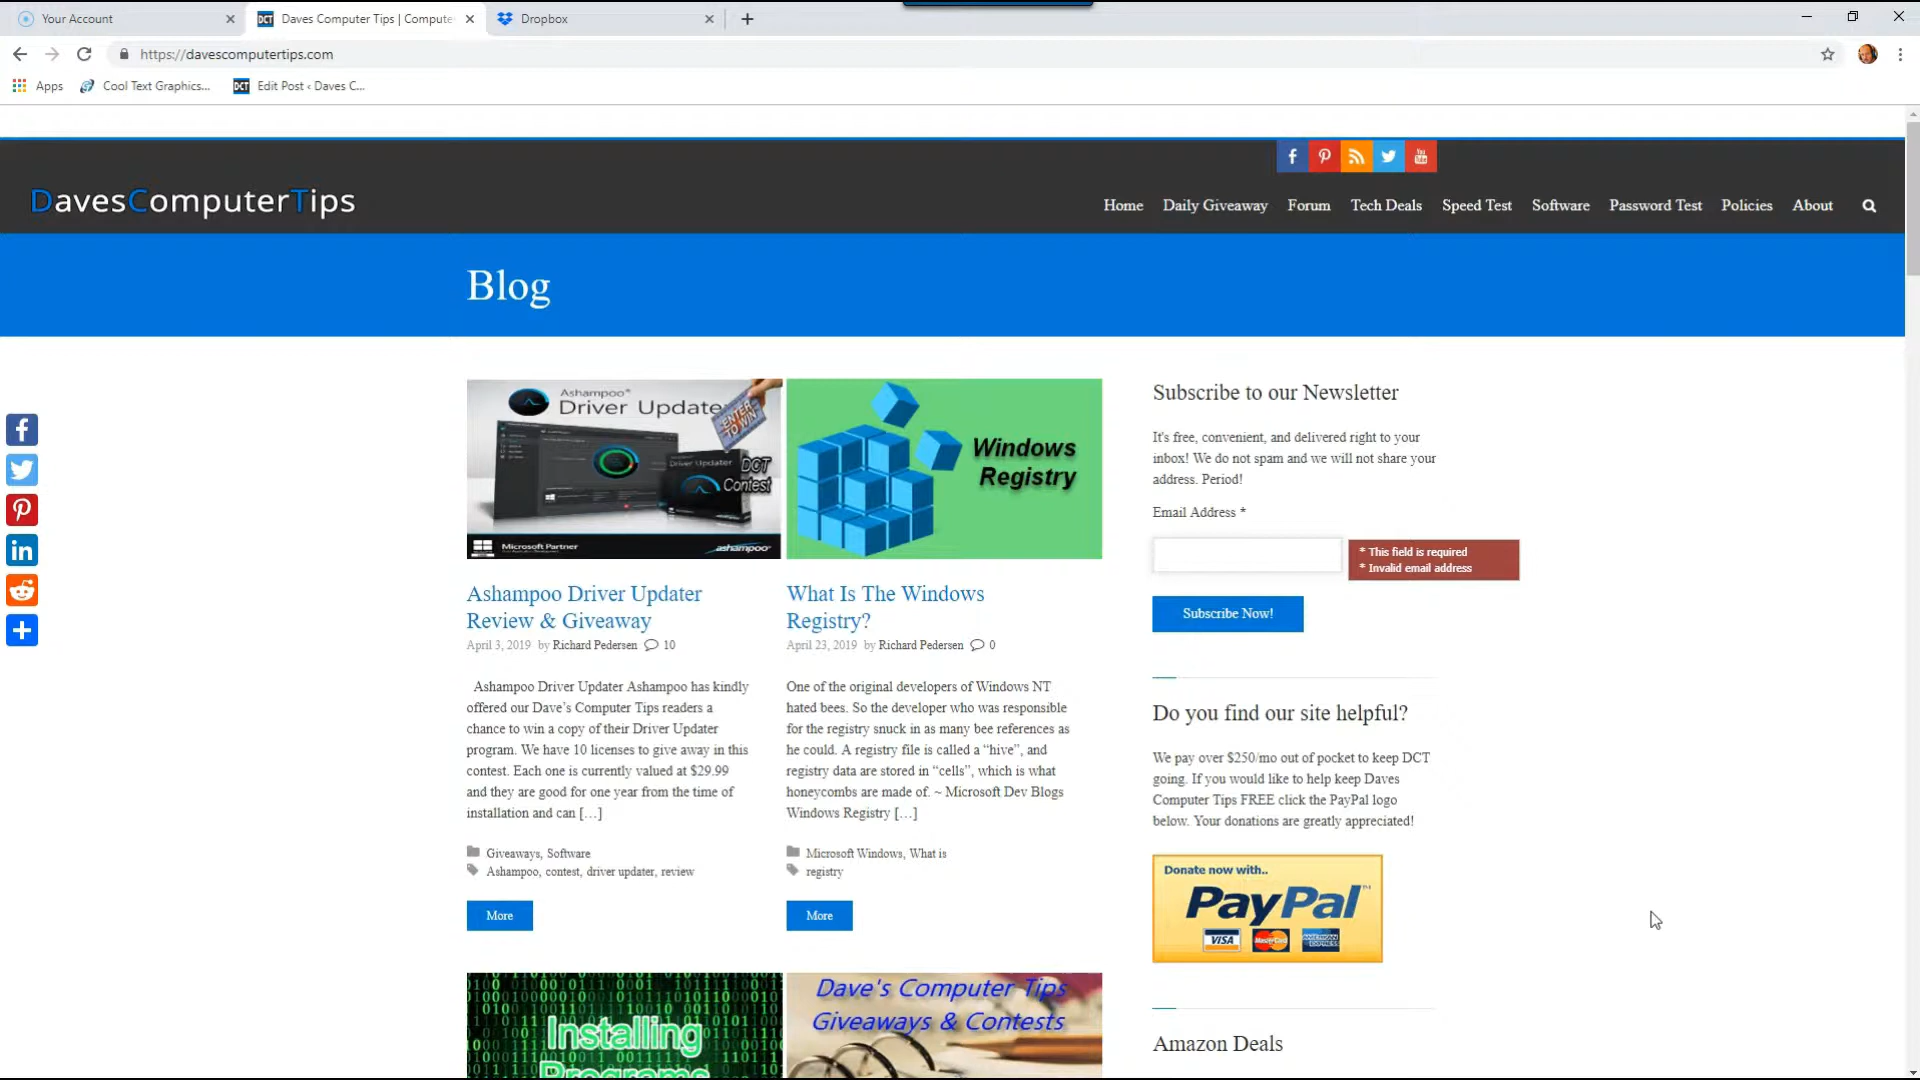 Your Account
Daves Computer Tips | Compute
Dropbox
https://davescomputertips.com
Apps
Cool Text Graphics...
DCT
Edit Post ‹ Daves C...
DavesComputerTips
Home
Daily Giveaway
Forum
Tech Deals
Speed Test
Software
Password Test
Policies
About
Blog
Ashampoo®
Driver Update
ENTER TO WIN
Driver Updater
DCT
Contest
Microsoft Partner
ashampoo®
Windows
Registry
Ashampoo Driver Updater
Review & Giveaway
April 3, 2019 by Richard Pedersen 10
Ashampoo Driver Updater Ashampoo has kindly
offered our Dave’s Computer Tips readers a
chance to win a copy of their Driver Updater
program. We have 10 licenses to give away in this
contest. Each one is currently valued at $29.99
and they are good for one year from the time of
installation and can […]
Giveaways, Software
Ashampoo, contest, driver updater, review
More
What Is The Windows
Registry?
April 23, 2019 by Richard Pedersen 0
One of the original developers of Windows NT
hated bees. So the developer who was responsible
for the registry snuck in as many bee references as
he could. A registry file is called a “hive”, and
registry data are stored in “cells”, which is what
honeycombs are made of. ~ Microsoft Dev Blogs
Windows Registry […]
Microsoft Windows, What is
registry
More
Installing
Programs
Dave's Computer Tips
Giveaways & Contests
Subscribe to our Newsletter
It's free, convenient, and delivered right to your
inbox! We do not spam and we will not share your
address. Period!
Email Address *
* This field is required
* Invalid email address
Subscribe Now!
Do you find our site helpful?
We pay over $250/mo out of pocket to keep DCT
going. If you would like to help keep Daves
Computer Tips FREE click the PayPal logo
below. Your donations are greatly appreciated!
Donate now with..
PayPal™
VISA
MasterCard
AMERICAN EXPRESS
Amazon Deals